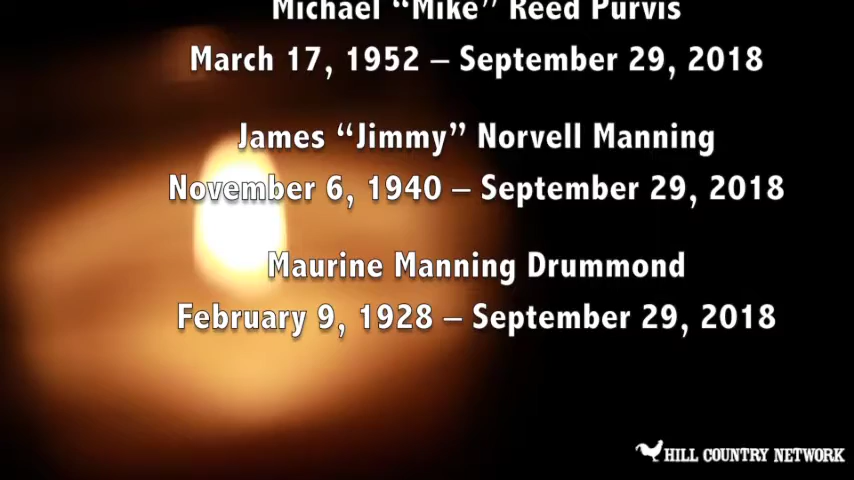 Michael “Mike” Reed Purvis
March 17, 1952 – September 29, 2018
James “Jimmy” Norvell Manning
November 6, 1940 – September 29, 2018
Maurine Manning Drummond
February 9, 1928 – September 29, 2018
HILL COUNTRY NETWORK